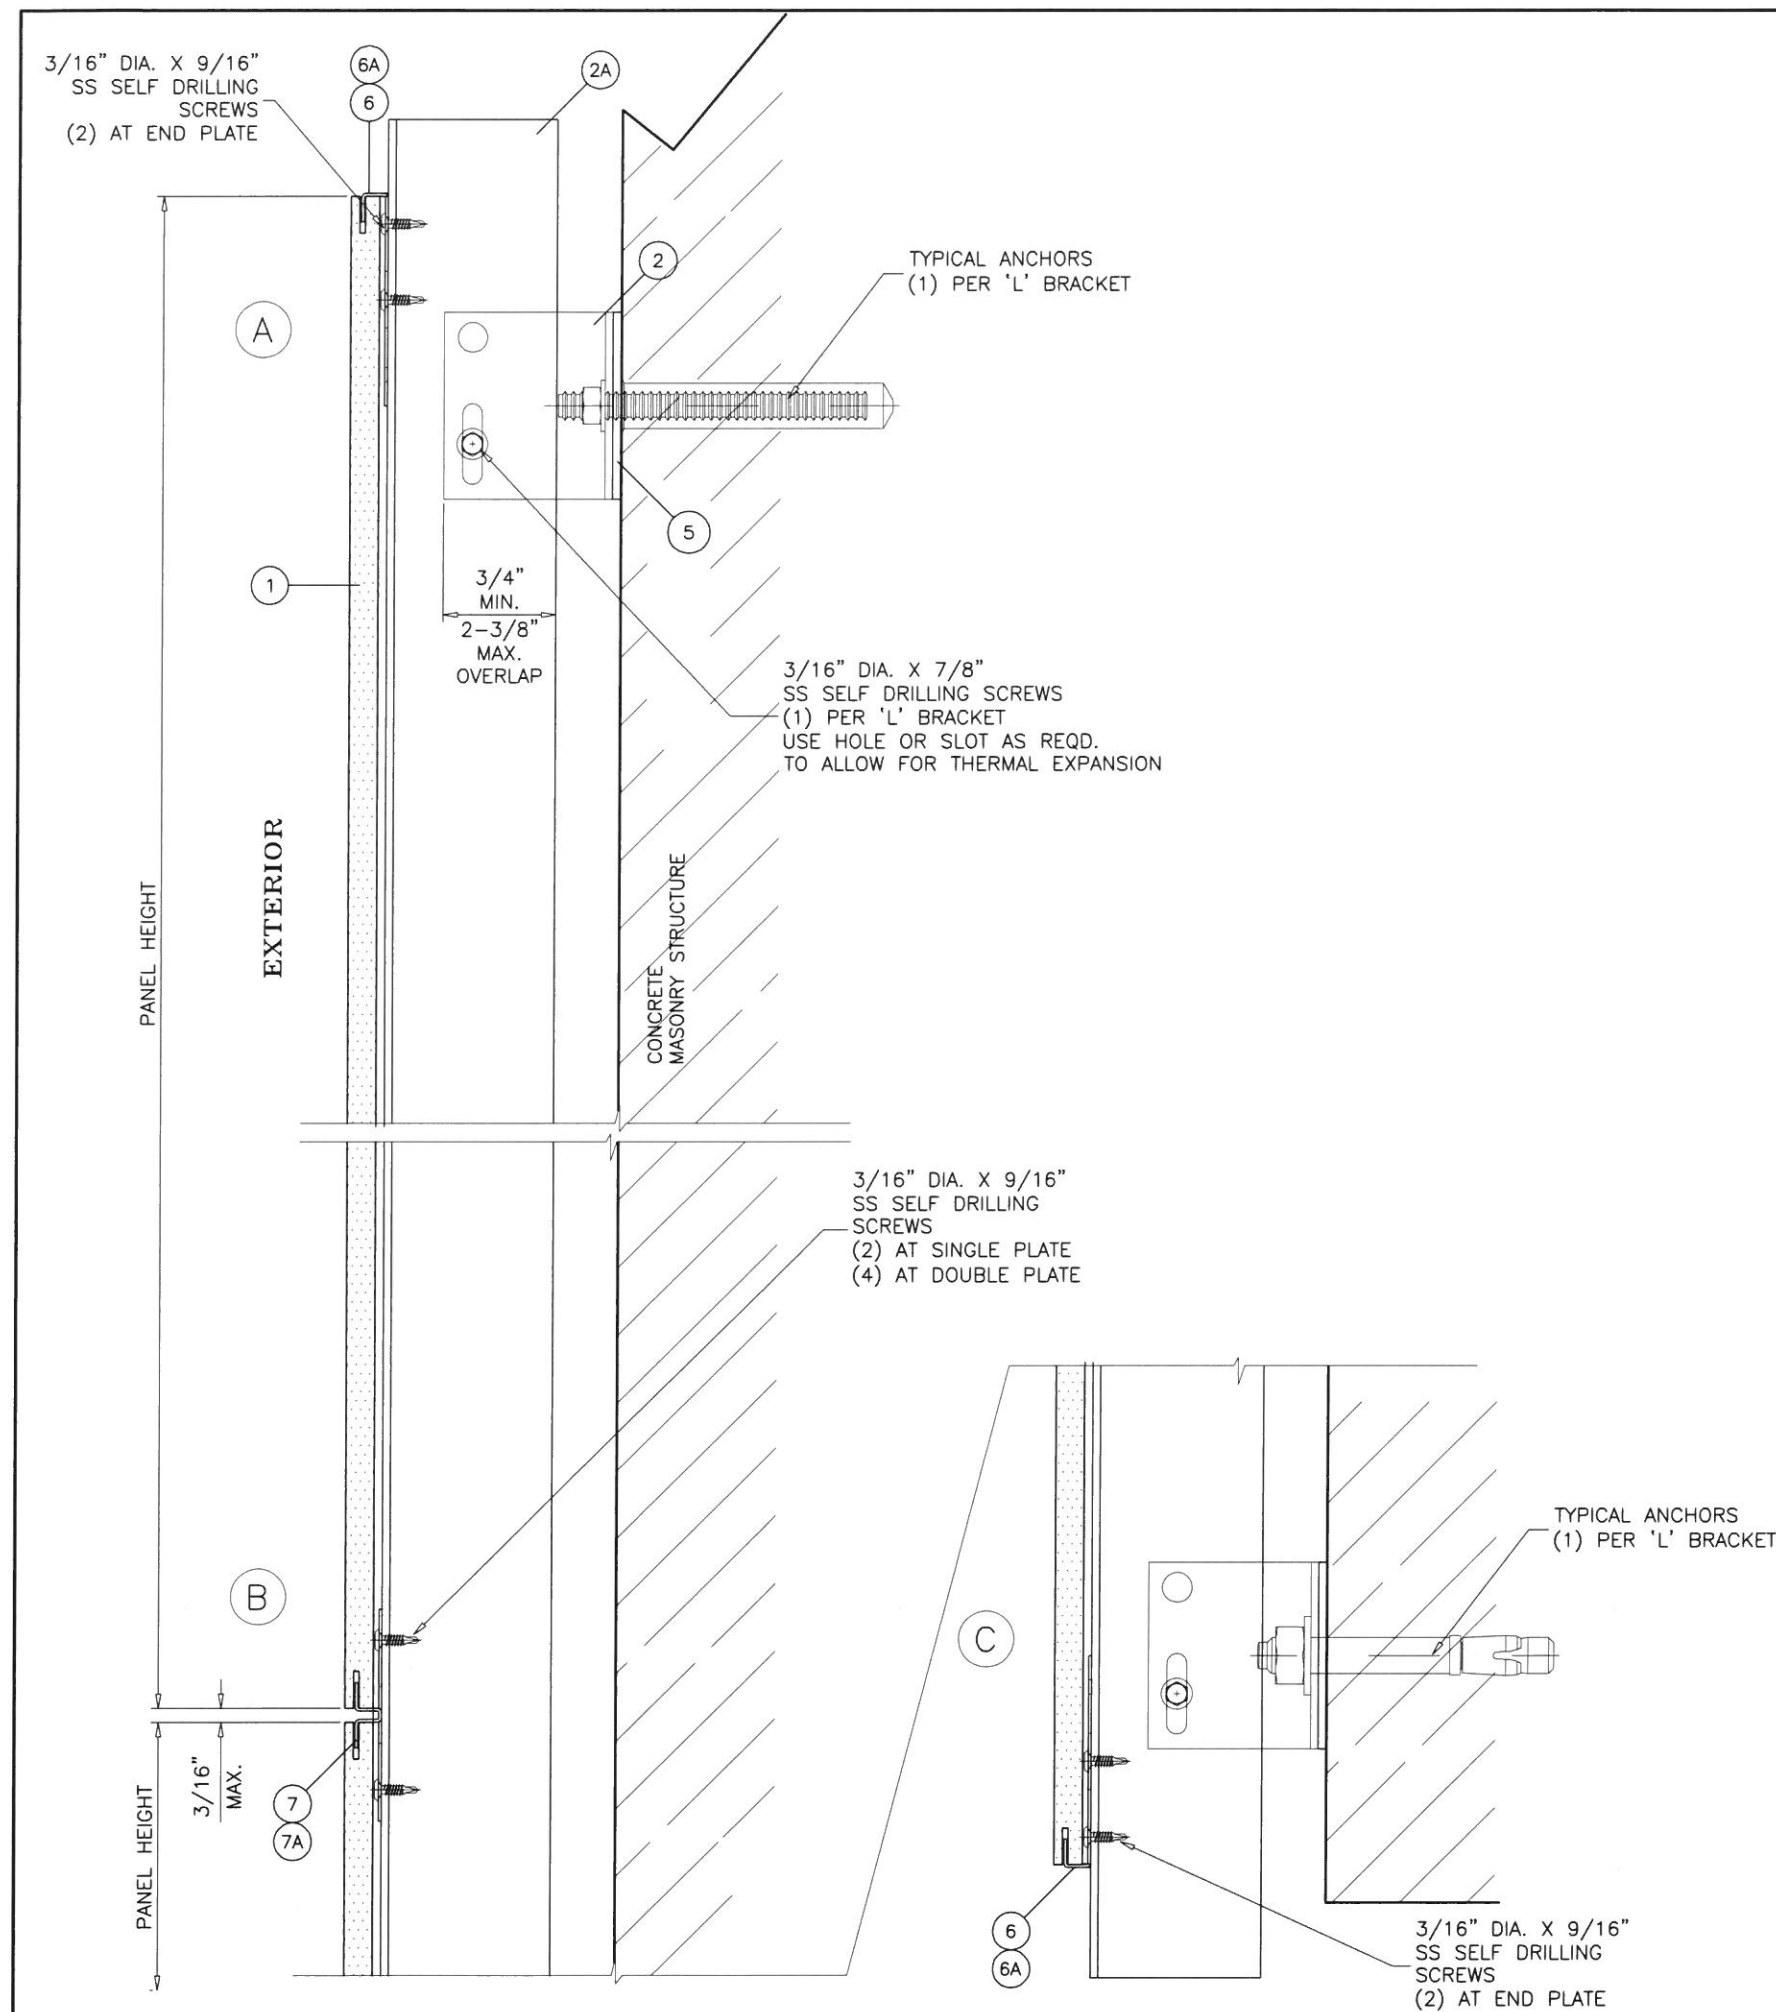 3/16" DIA. X 9/16"
SS SELF DRILLING
SCREWS
(2) AT END PLATE
6A
6
2A
2
TYPICAL ANCHORS
(1) PER 'L' BRACKET
A
5
1
3/4"
MIN.
2-3/8"
MAX.
OVERLAP
3/16" DIA. X 7/8"
SS SELF DRILLING SCREWS
(1) PER 'L' BRACKET
USE HOLE OR SLOT AS REQD.
TO ALLOW FOR THERMAL EXPANSION
PANEL HEIGHT
EXTERIOR
CONCRETE
MASONRY STRUCTURE
3/16" DIA. X 9/16"
SS SELF DRILLING
SCREWS
(2) AT SINGLE PLATE
(4) AT DOUBLE PLATE
B
PANEL HEIGHT
3/16"
MAX.
7
7A
C
TYPICAL ANCHORS
(1) PER 'L' BRACKET
6
6A
3/16" DIA. X 9/16"
SS SELF DRILLING
SCREWS
(2) AT END PLATE